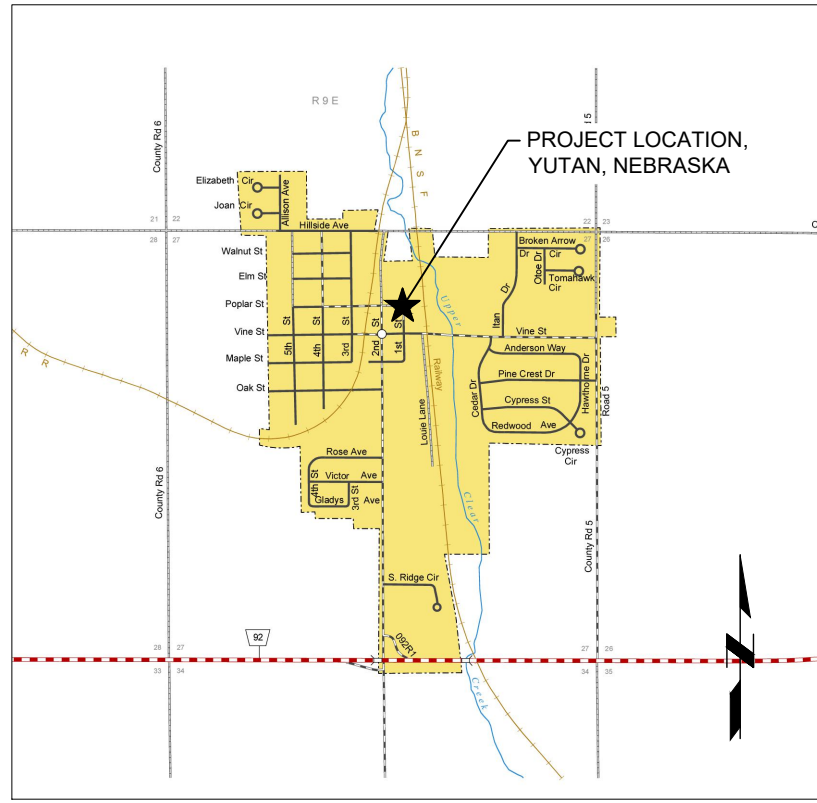 R 9 E
PROJECT LOCATION,
YUTAN, NEBRASKA
County Rd 6
B N S F
d 5
Elizabeth Cir
Joan Cir
Allison Ave
21 22
28 27
Hillside Ave
22 23
27 26
C
Walnut St
Elm St
Poplar St
Vine St
Maple St
Oak St
5th St
4th St
3rd St
2nd St
1st St
Broken Arrow Cir
Otoe Dr
Tomahawk
Cir
Itan Dr
Upper
Vine St
Anderson Way
Pine Crest Dr
Cypress St
Redwood Ave
Cedar Dr
Hawthorne Dr
Road 5
Cypress
Cir
R R
Railway
Louie Lane
Rose Ave
Victor Ave
Gladys Ave
4th St
3rd St
Clear
County Rd 6
County Rd 5
S. Ridge Cir
092R1
92
28 27
33 34
27 26
34 35
Creek